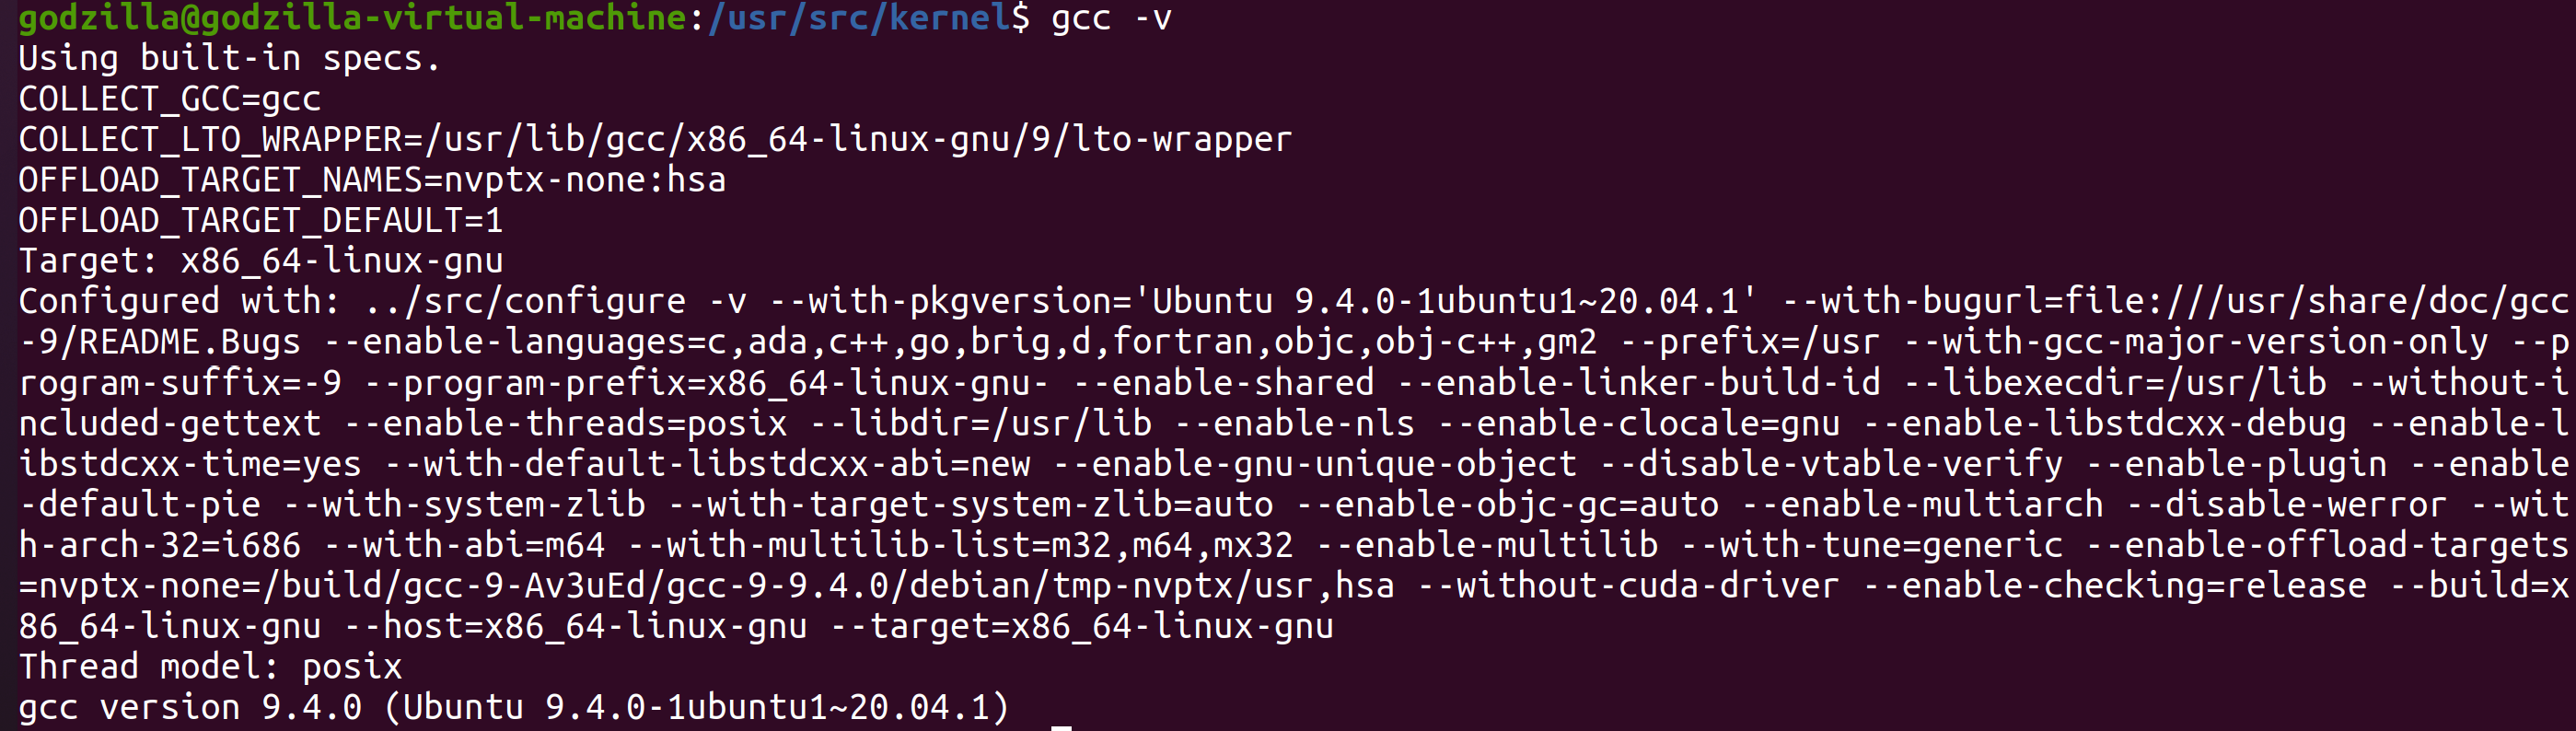 godzilla@godzilla-virtual-machine:/usr/src/kernel$ gcc -v
Using built-in specs.
COLLECT_GCC=gcc
COLLECT_LTO_WRAPPER=/usr/lib/gcc/x86_64-linux-gnu/9/lto-wrapper
OFFLOAD_TARGET_NAMES=nvptx-none:hsa
OFFLOAD_TARGET_DEFAULT=1
Target: x86_64-linux-gnu
Configured with: ../src/configure -v --with-pkgversion='Ubuntu 9.4.0-1ubuntu1~20.04.1' --with-bugurl=file:///usr/share/doc/gcc
-9/README.Bugs --enable-languages=c,ada,c++,go,brig,d,fortran,objc,obj-c++,gm2 --prefix=/usr --with-gcc-major-version-only --p
rogram-suffix=-9 --program-prefix=x86_64-linux-gnu- --enable-shared --enable-linker-build-id --libexecdir=/usr/lib --without-i
ncluded-gettext --enable-threads=posix --libdir=/usr/lib --enable-nls --enable-clocale=gnu --enable-libstdcxx-debug --enable-l
ibstdcxx-time=yes --with-default-libstdcxx-abi=new --enable-gnu-unique-object --disable-vtable-verify --enable-plugin --enable
-default-pie --with-system-zlib --with-target-system-zlib=auto --enable-objc-gc=auto --enable-multiarch --disable-werror --wit
h-arch-32=i686 --with-abi=m64 --with-multilib-list=m32,m64,mx32 --enable-multilib --with-tune=generic --enable-offload-targets
=nvptx-none=/build/gcc-9-Av3uEd/gcc-9-9.4.0/debian/tmp-nvptx/usr,hsa --without-cuda-driver --enable-checking=release --build=x
86_64-linux-gnu --host=x86_64-linux-gnu --target=x86_64-linux-gnu
Thread model: posix
gcc version 9.4.0 (Ubuntu 9.4.0-1ubuntu1~20.04.1)